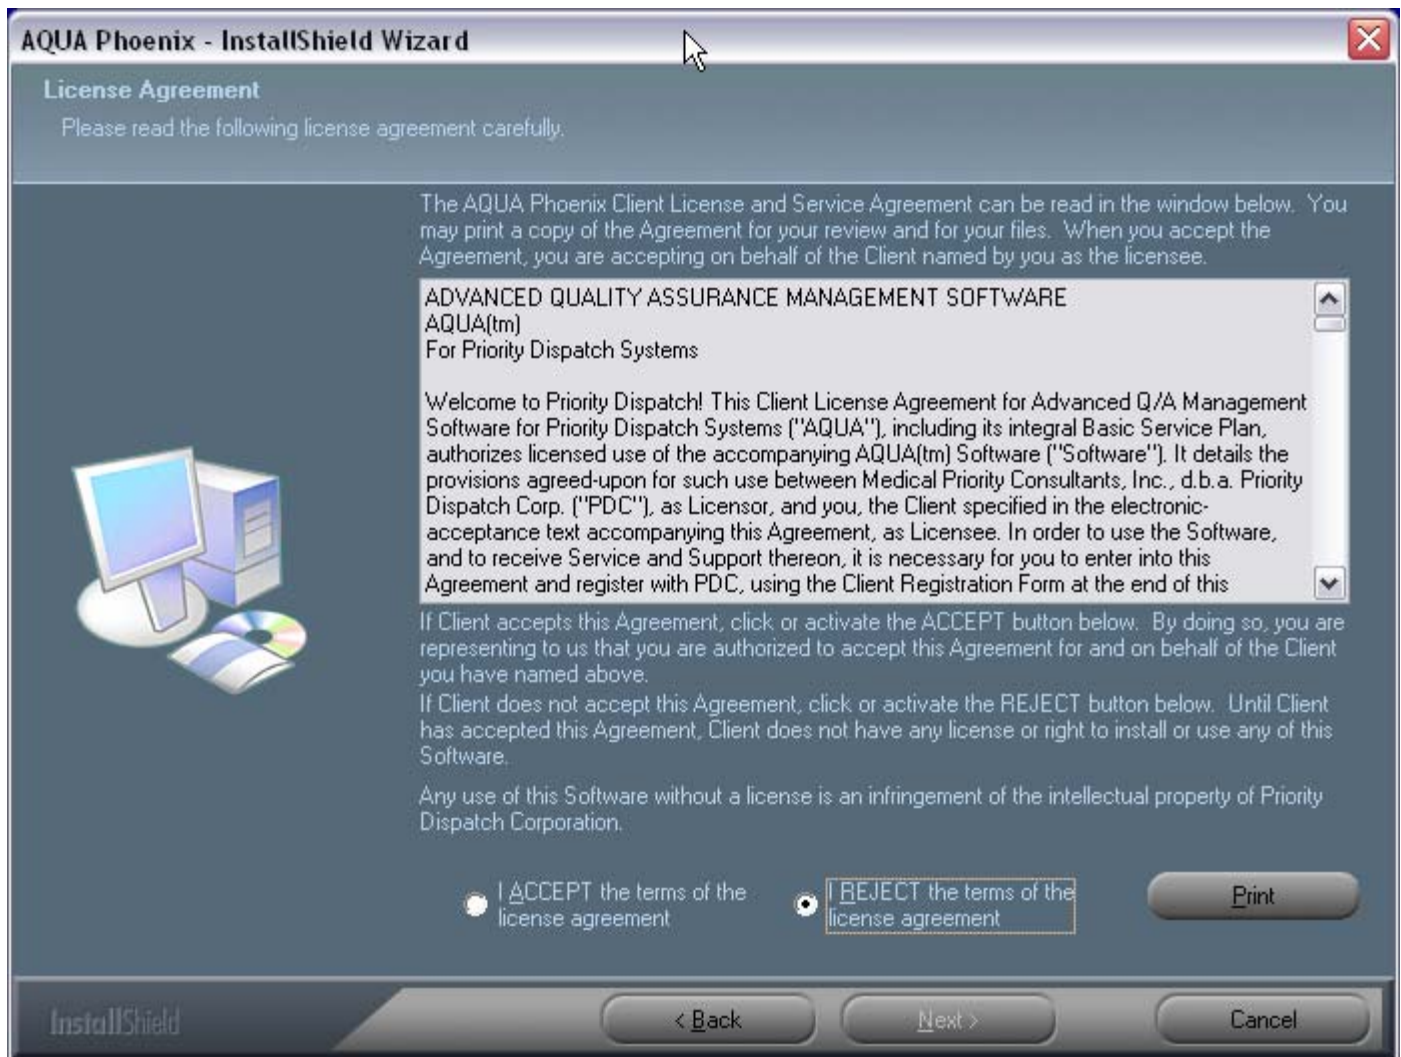 AQUA Phoenix - InstallShield Wizard
License Agreement
Please read the following license agreement carefully.
The AQUA Phoenix Client License and Service Agreement can be read in the window below.  You
may print a copy of the Agreement for your review and for your files.  When you accept the
Agreement, you are accepting on behalf of the Client named by you as the licensee.
ADVANCED QUALITY ASSURANCE MANAGEMENT SOFTWARE
AQUA(tm)
For Priority Dispatch Systems
Welcome to Priority Dispatch! This Client License Agreement for Advanced Q/A Management
Software for Priority Dispatch Systems ("AQUA"), including its integral Basic Service Plan,
authorizes licensed use of the accompanying AQUA(tm) Software ("Software"). It details the
provisions agreed-upon for such use between Medical Priority Consultants, Inc., d.b.a. Priority
Dispatch Corp. ("PDC"), as Licensor, and you, the Client specified in the electronic-
acceptance text accompanying this Agreement, as Licensee. In order to use the Software,
and to receive Service and Support thereon, it is necessary for you to enter into this
Agreement and register with PDC, using the Client Registration Form at the end of this
If Client accepts this Agreement, click or activate the ACCEPT button below.  By doing so, you are
representing to us that you are authorized to accept this Agreement for and on behalf of the Client
you have named above.
If Client does not accept this Agreement, click or activate the REJECT button below.  Until Client
has accepted this Agreement, Client does not have any license or right to install or use any of this
Software.
Any use of this Software without a license is an infringement of the intellectual property of Priority
Dispatch Corporation.
I ACCEPT the terms of the
license agreement
I REJECT the terms of the
license agreement
Print
InstallShield
< Back
Next >
Cancel